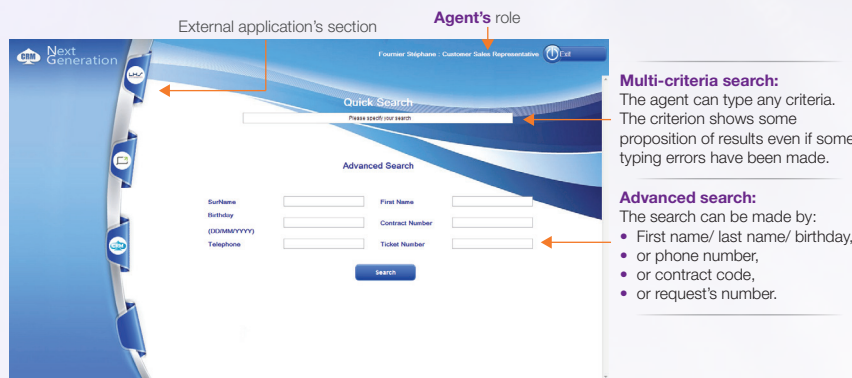 External application's section
Agent's role
CRM Next Generation
Fournier Stéphane : Customer Sales Representative Exit
Quick Search
Please specify your search
Advanced Search
SurName
First Name
Birthday
(DD/MM/YYYY)
Contract Number
Telephone
Ticket Number
Search
CRM
Multi-criteria search:
The agent can type any criteria.
The criterion shows some
proposition of results even if some
typing errors have been made.
Advanced search:
The search can be made by:
• First name/ last name/ birthday,
• or phone number,
• or contract code,
• or request's number.